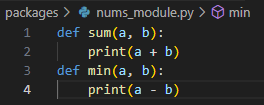 packages > nums_module.py > min
1 def sum(a, b):
2     print(a + b)
3 def min(a, b):
4     print(a - b)